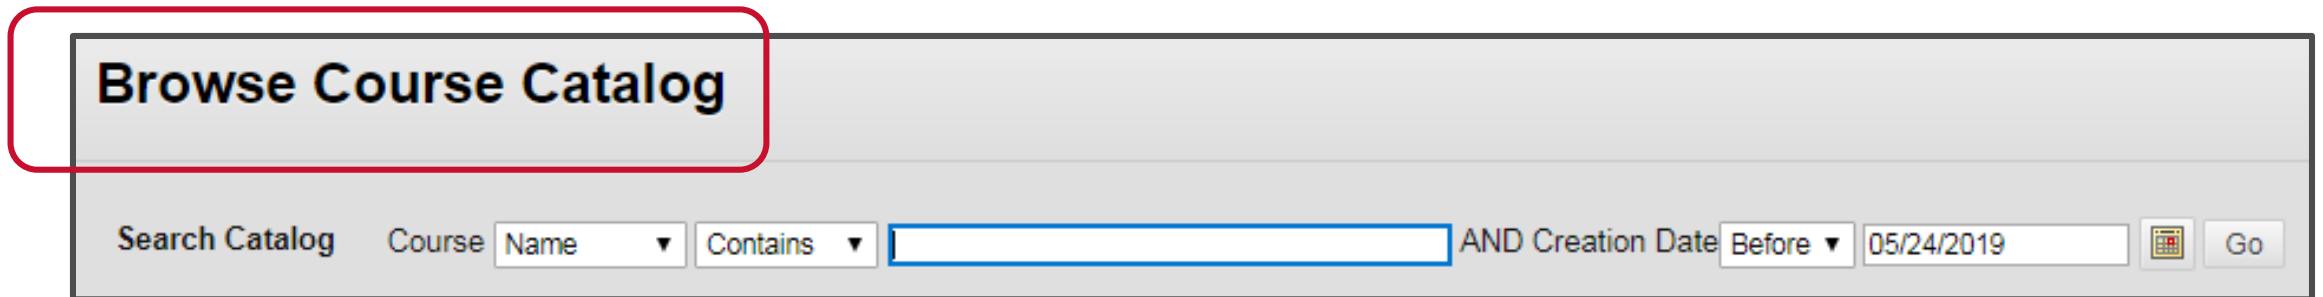 Browse Course Catalog
Search Catalog Course Name Contains AND Creation Date Before 05/24/2019 Go